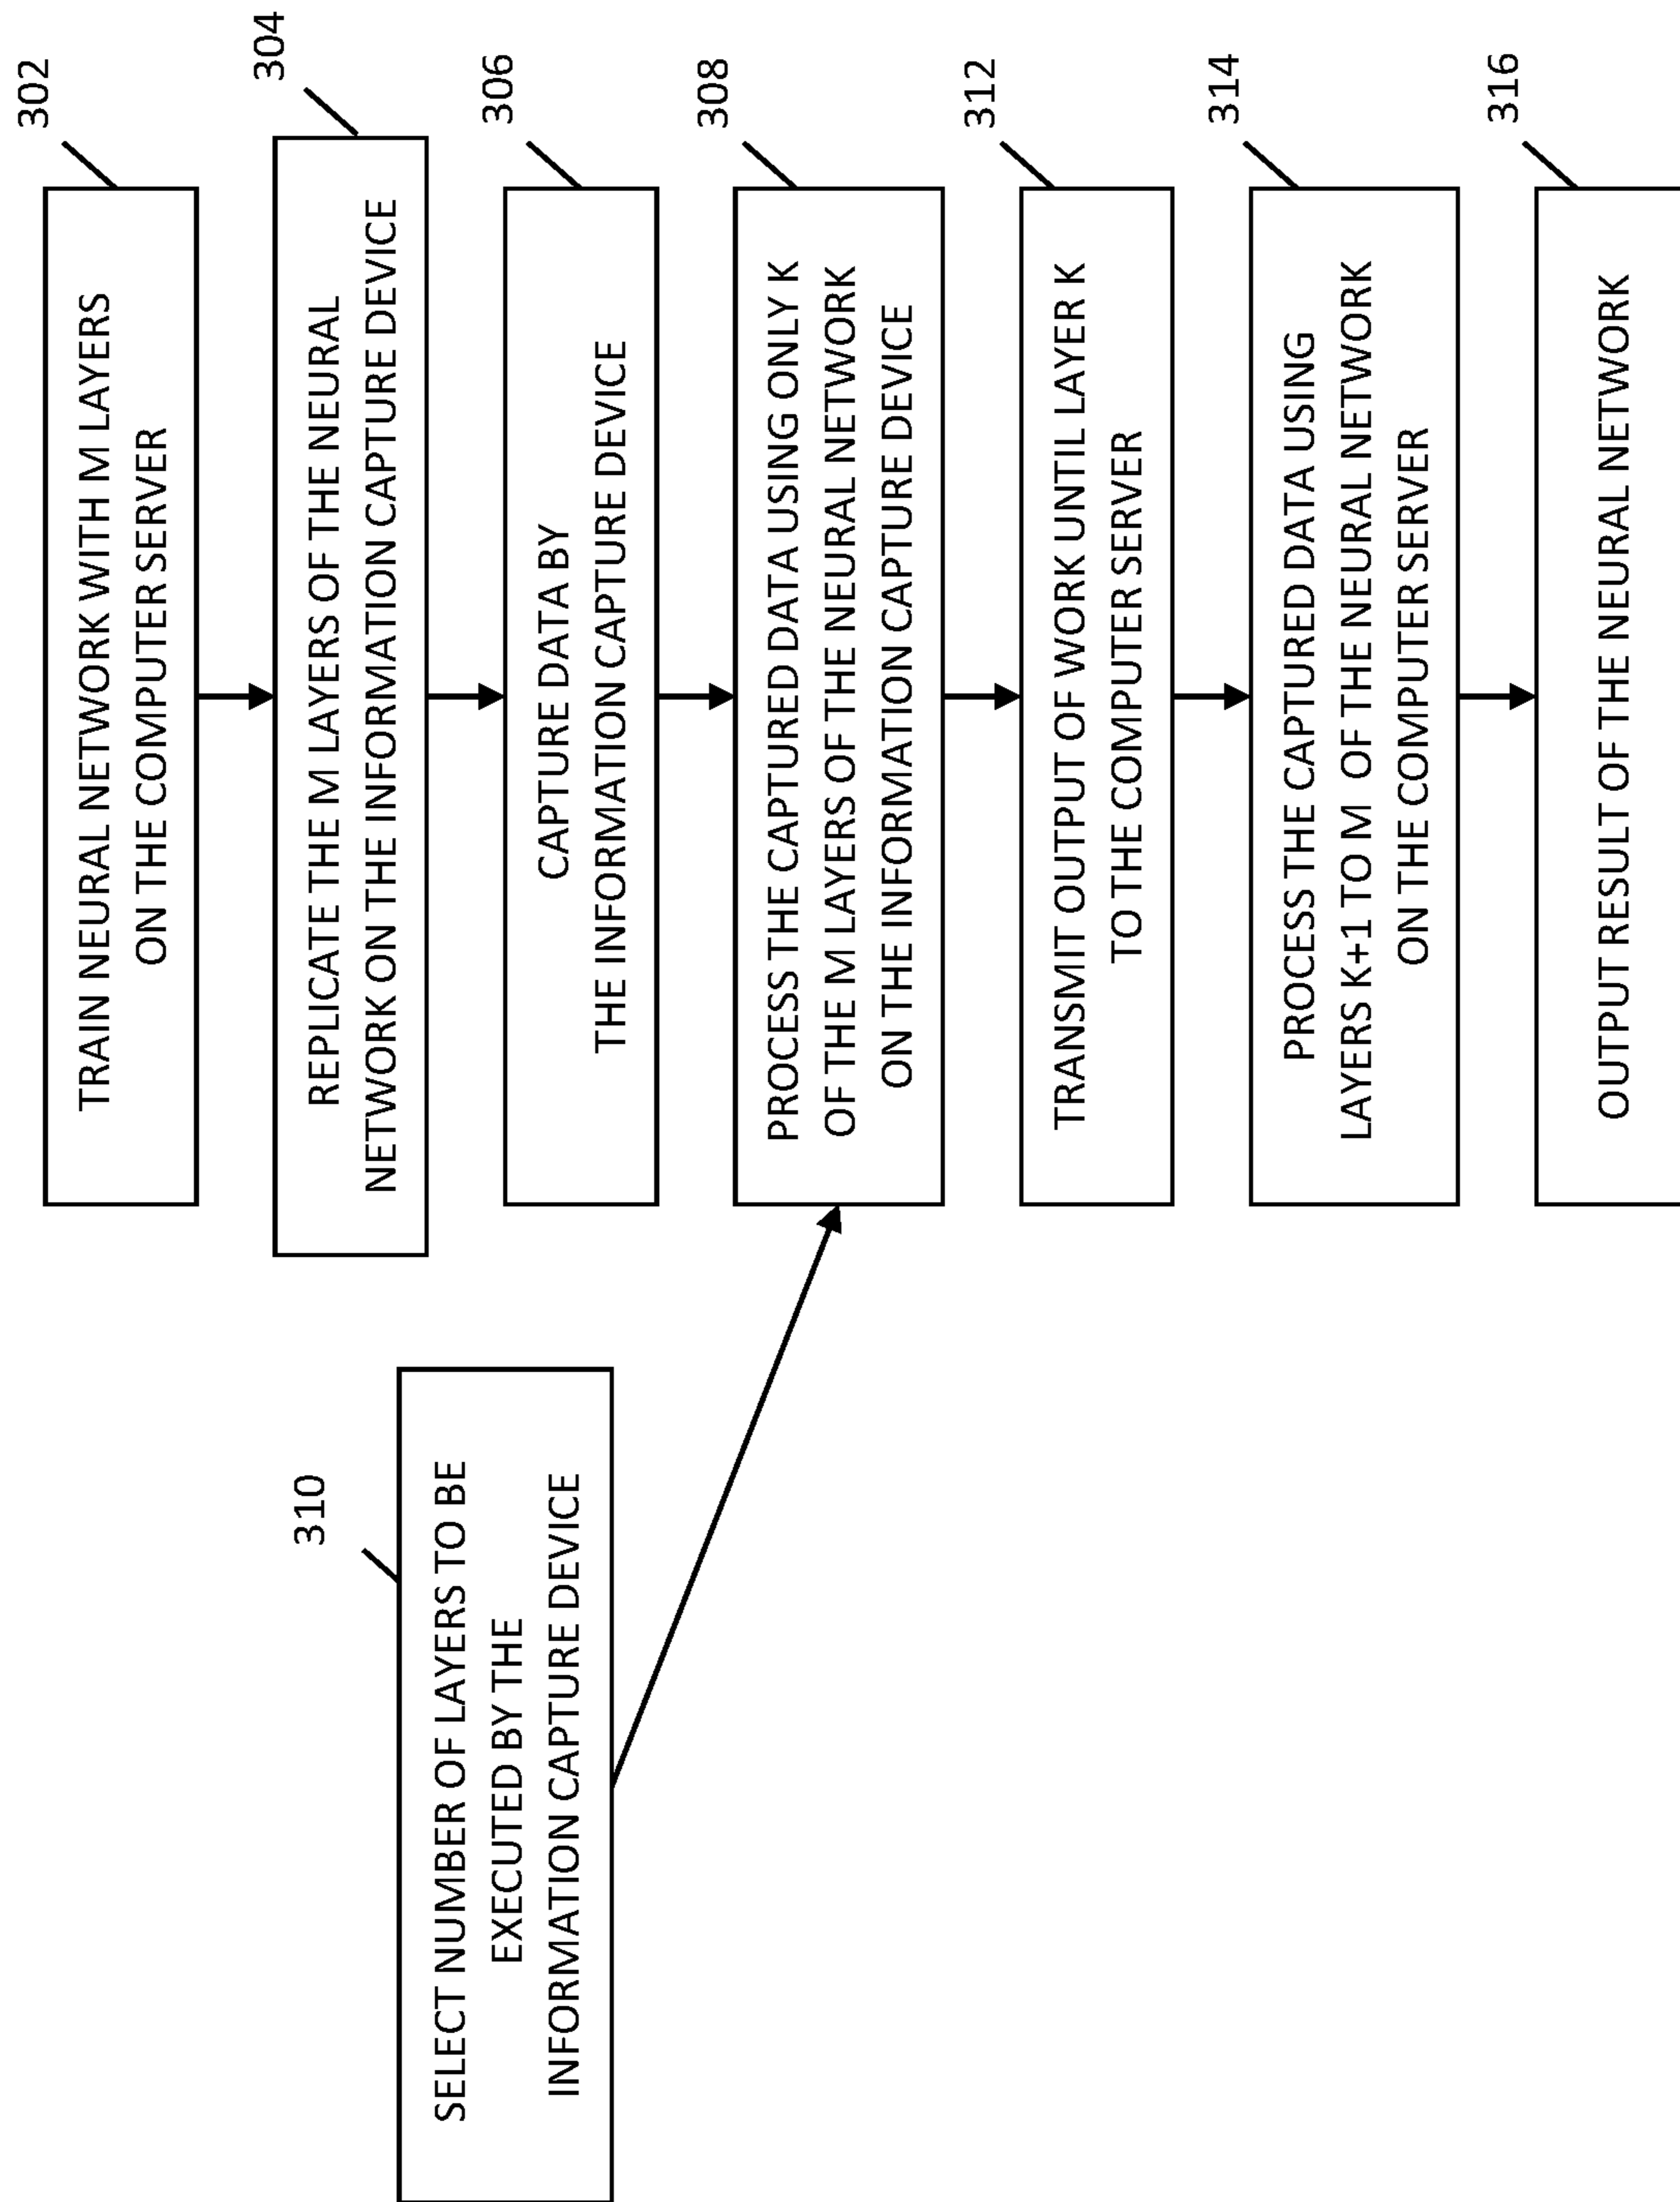 302
TRAIN NEURAL NETWORK WITH M LAYERS
ON THE COMPUTER SERVER
304
REPLICATE THE M LAYERS OF THE NEURAL
NETWORK ON THE INFORMATION CAPTURE DEVICE
306
CAPTURE DATA BY
THE INFORMATION CAPTURE DEVICE
310
SELECT NUMBER OF LAYERS TO BE
EXECUTED BY THE
INFORMATION CAPTURE DEVICE
308
PROCESS THE CAPTURED DATA USING ONLY K
OF THE M LAYERS OF THE NEURAL NETWORK
ON THE INFORMATION CAPTURE DEVICE
312
TRANSMIT OUTPUT OF WORK UNTIL LAYER K
TO THE COMPUTER SERVER
314
PROCESS THE CAPTURED DATA USING
LAYERS K+1 TO M OF THE NEURAL NETWORK
ON THE COMPUTER SERVER
316
OUTPUT RESULT OF THE NEURAL NETWORK